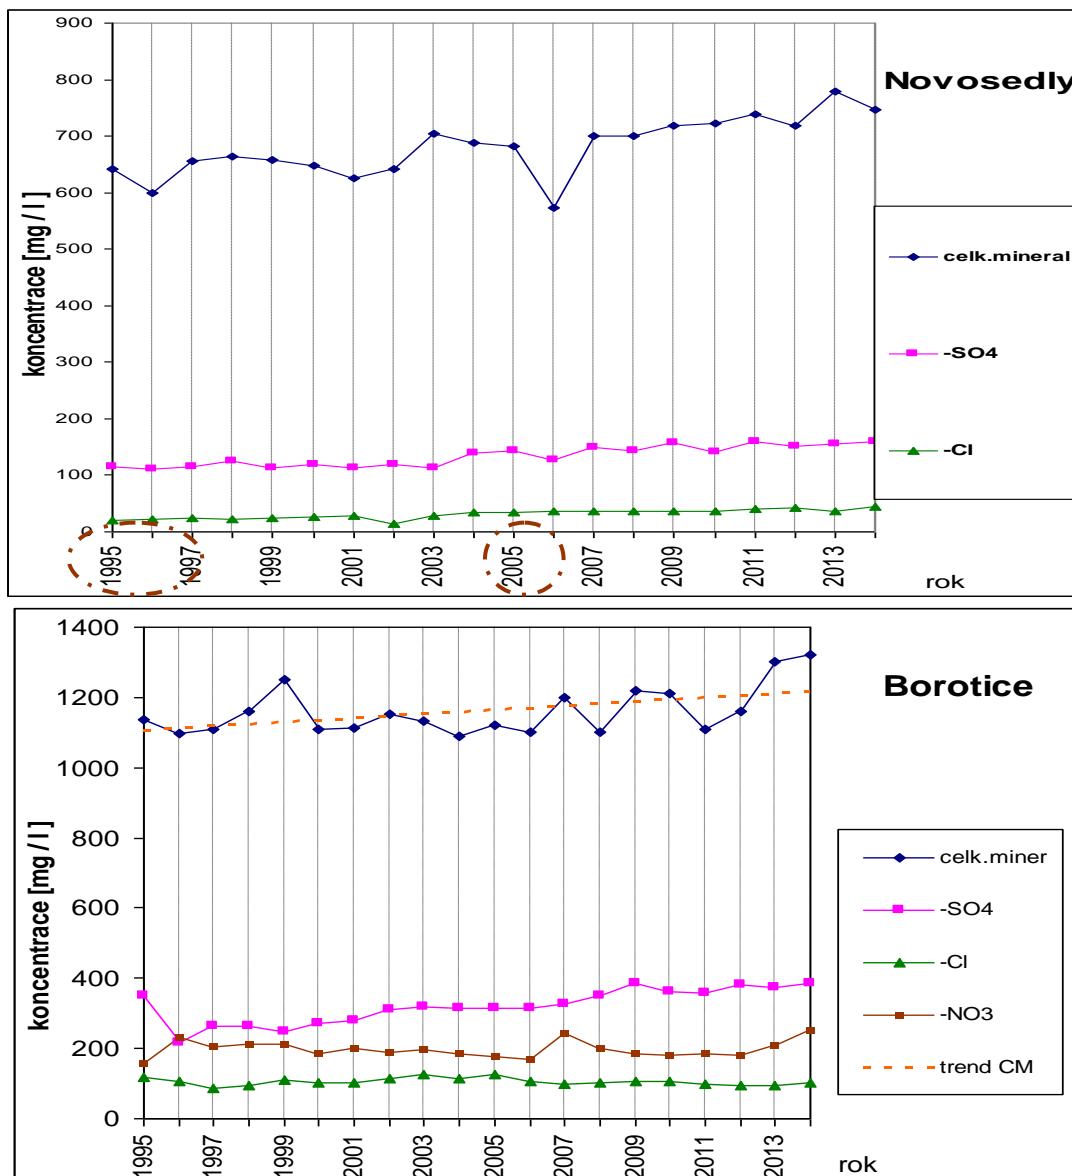 900
800
700
600
500
400
300
200
100
0
koncentrace [mg / l ]
Novosedly
celk.mineral
-SO4
-Cl
1995
1997
1999
2001
2003
2005
2007
2009
2011
2013
rok
1400
1200
1000
800
600
400
200
0
koncentrace [mg / l ]
Borotice
celk.miner
-SO4
-Cl
-NO3
trend CM
1995
1997
1999
2001
2003
2005
2007
2009
2011
2013
rok